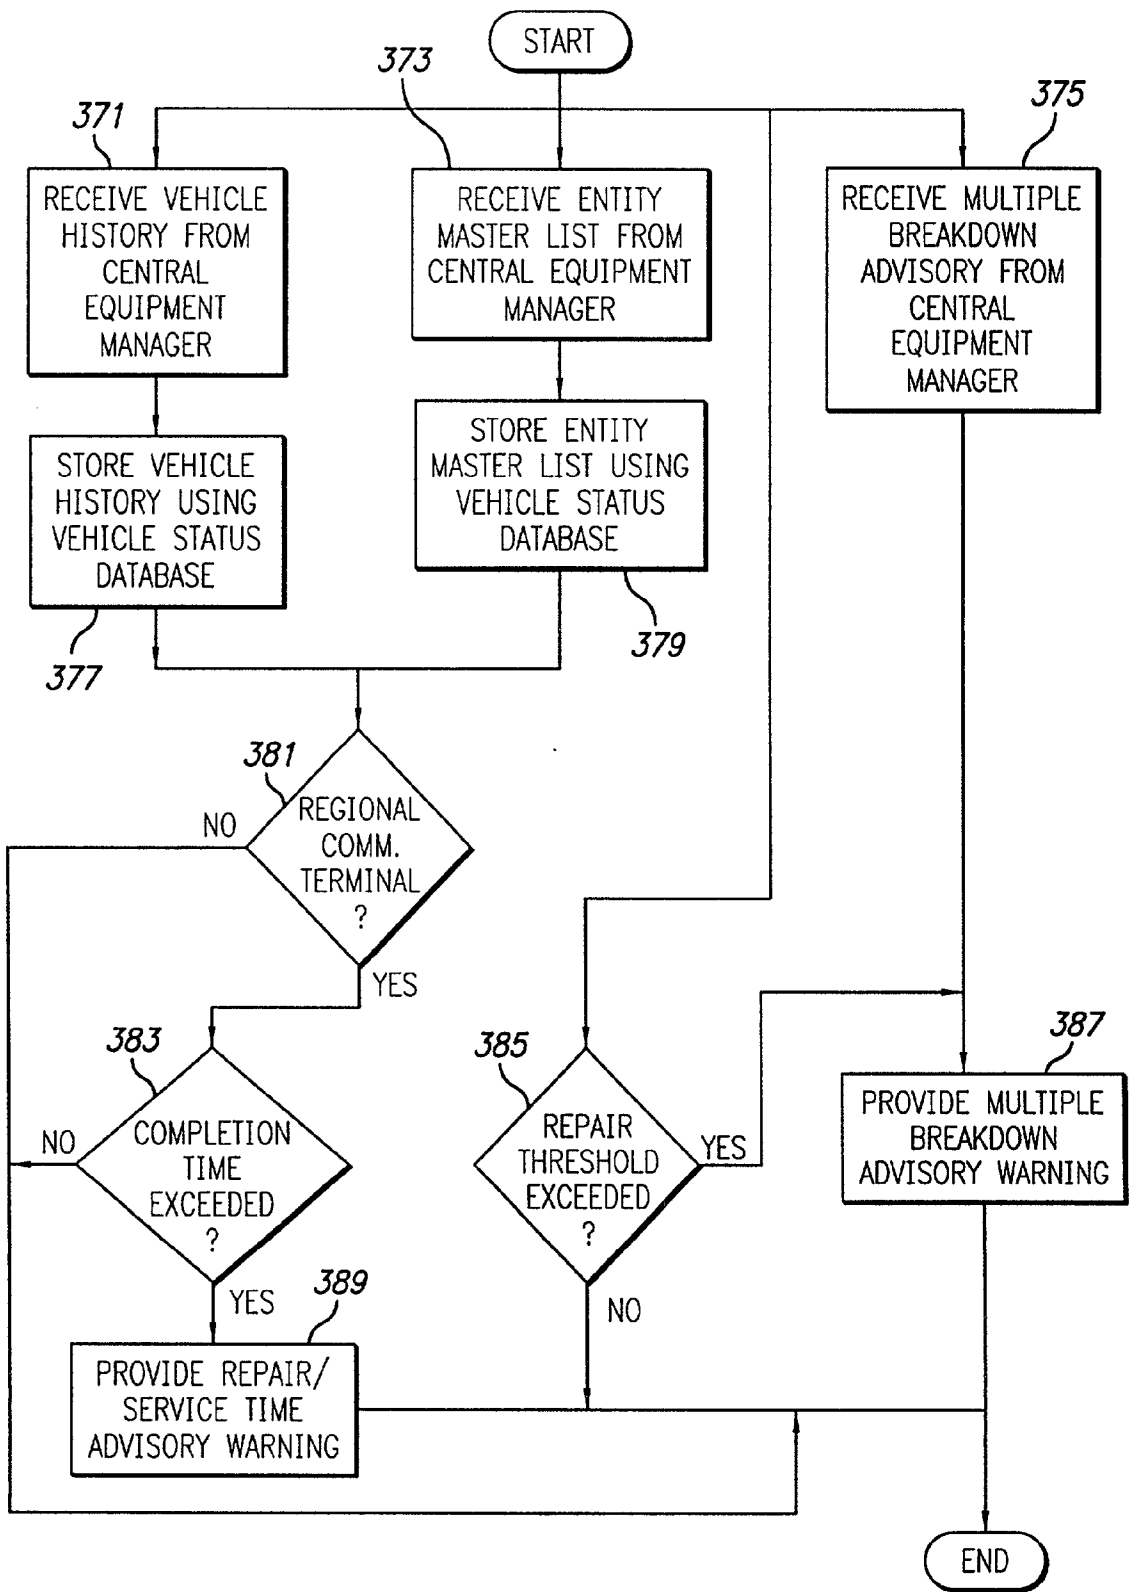 START
373
371
375
RECEIVE VEHICLE
HISTORY FROM
CENTRAL
EQUIPMENT
MANAGER
RECEIVE ENTITY
MASTER LIST FROM
CENTRAL EQUIPMENT
MANAGER
RECEIVE MULTIPLE
BREAKDOWN
ADVISORY FROM
CENTRAL
EQUIPMENT
MANAGER
STORE VEHICLE
HISTORY USING
VEHICLE STATUS
DATABASE
STORE ENTITY
MASTER LIST USING
VEHICLE STATUS
DATABASE
377
379
381
NO
REGIONAL
COMM.
TERMINAL
?
YES
383
385
387
NO
COMPLETION
TIME
EXCEEDED
?
REPAIR
THRESHOLD
EXCEEDED
?
YES
PROVIDE MULTIPLE
BREAKDOWN
ADVISORY WARNING
YES
389
NO
PROVIDE REPAIR/
SERVICE TIME
ADVISORY WARNING
END